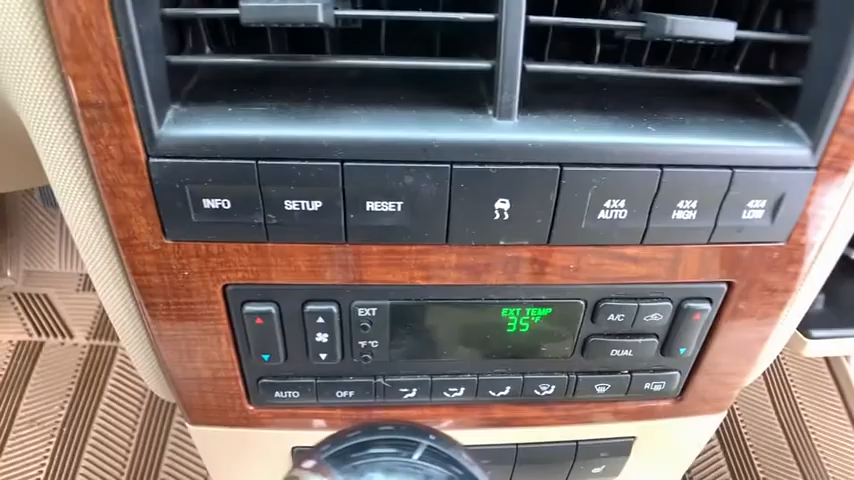 INFO
SETUP
RESET
4X4 AUTO
4X4 HIGH
4X4 LOW
EXT
°F °C
EXT TEMP
35°F
A/C
DUAL
AUTO
OFF
R